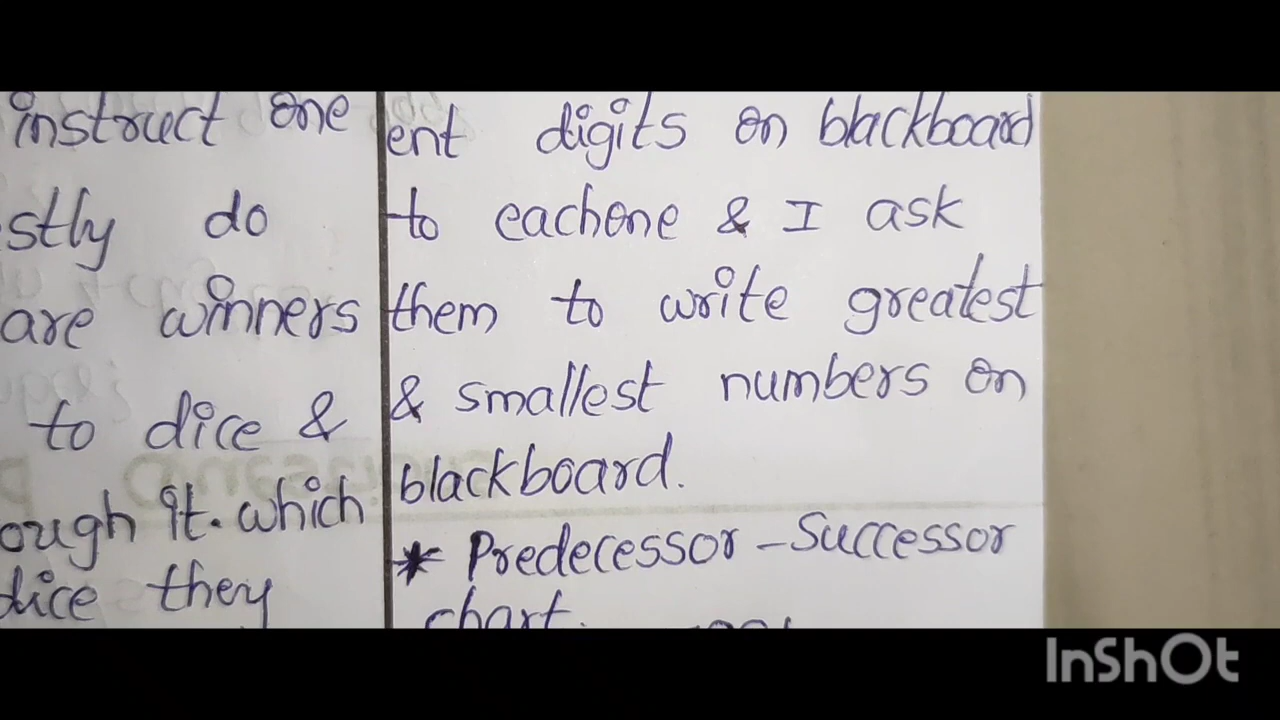 instruct one
stly do
are winners
to dice &
ough it. which
dice they
ent digits on blackboard
to eachone & I ask
them to write greatest
& smallest numbers on
blackboard.
* Predecessor - Successor
chart.
InShOt